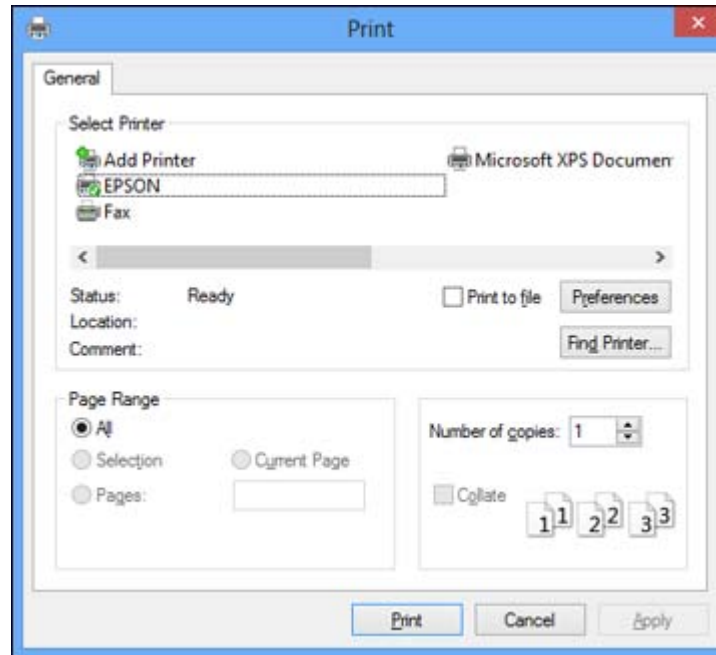 Print
General
Select Printer
Add Printer
Microsoft XPS Documen
EPSON
Fax
Status: Ready
Print to file
Preferences
Location:
Comment:
Find Printer...
Page Range
All
Selection
Current Page
Pages:
Number of copies: 1
Collate
1 1 2 2 3 3
Print
Cancel
Apply